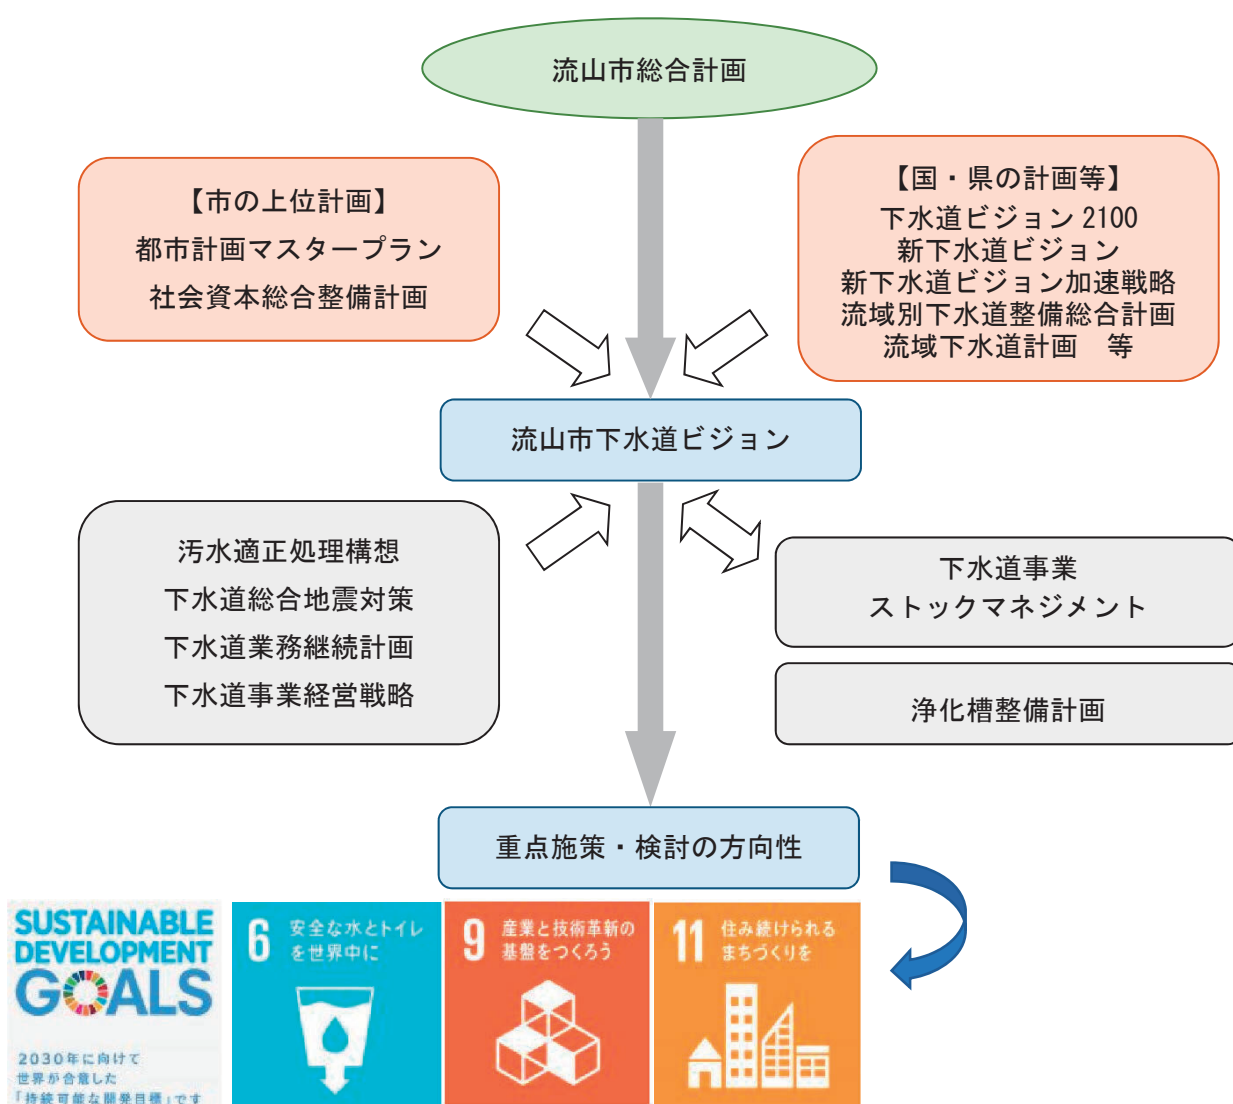 流山市総合計画
【市の上位計画】
都市計画マスタープラン
社会資本総合整備計画
【国・県の計画等】
下水道ビジョン 2100
新下水道ビジョン
新下水道ビジョン加速戦略
流域別下水道整備総合計画
流域下水道計画　等
流山市下水道ビジョン
汚水適正処理構想
下水道総合地震対策
下水道業務継続計画
下水道事業経営戦略
下水道事業
ストックマネジメント
浄化槽整備計画
重点施策・検討の方向性
SUSTAINABLE
DEVELOPMENT
GOALS
2030年に向けて
世界が合意した
「持続可能な開発目標」です
6 安全な水とトイレ
を世界中に
9 産業と技術革新の
基盤をつくろう
11 住み続けられる
まちづくりを